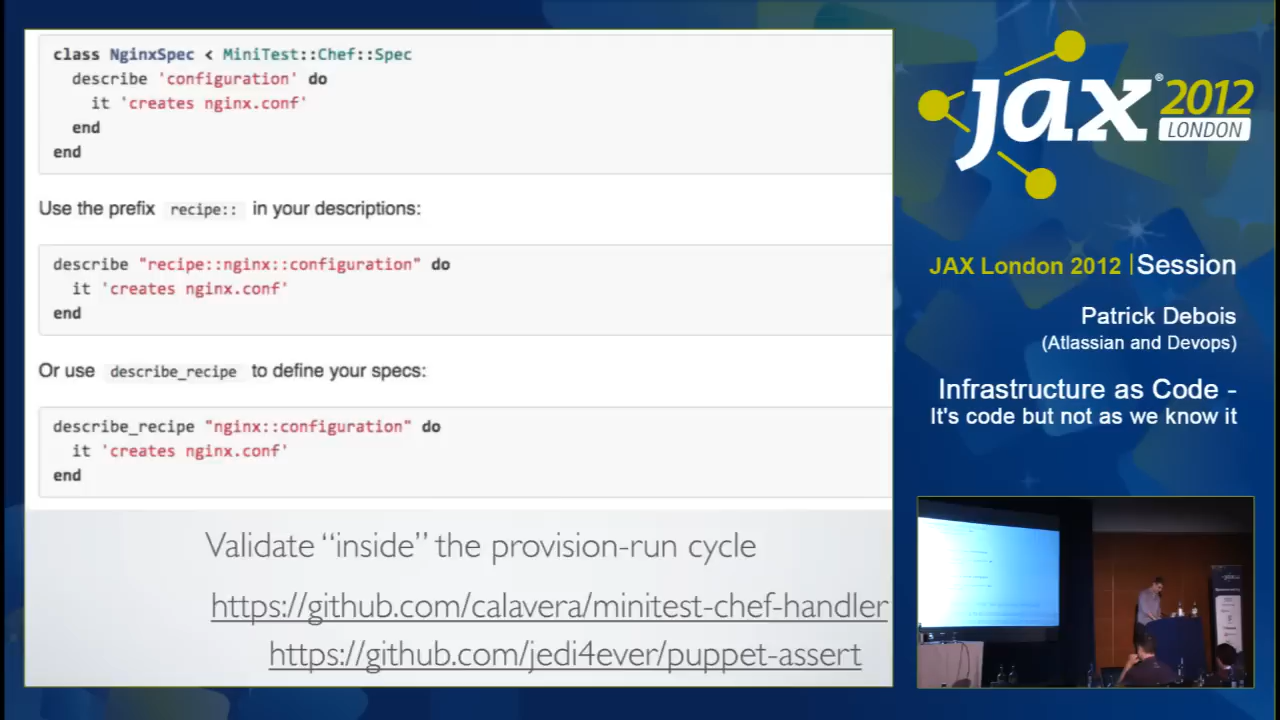 class NginxSpec < MiniTest::Chef::Spec
describe 'configuration' do
it 'creates nginx.conf'
end
end
Use the prefix recipe:: in your descriptions:
describe "recipe::nginx::configuration" do
it 'creates nginx.conf'
end
Or use describe_recipe to define your specs:
describe_recipe "nginx::configuration" do
it 'creates nginx.conf'
end
Validate “inside” the provision-run cycle
https://github.com/calavera/minitest-chef-handler
https://github.com/jedi4ever/puppet-assert
jax® 2012
LONDON
JAX London 2012 | Session
Patrick Debois
(Atlassian and Devops)
Infrastructure as Code -
It's code but not as we know it